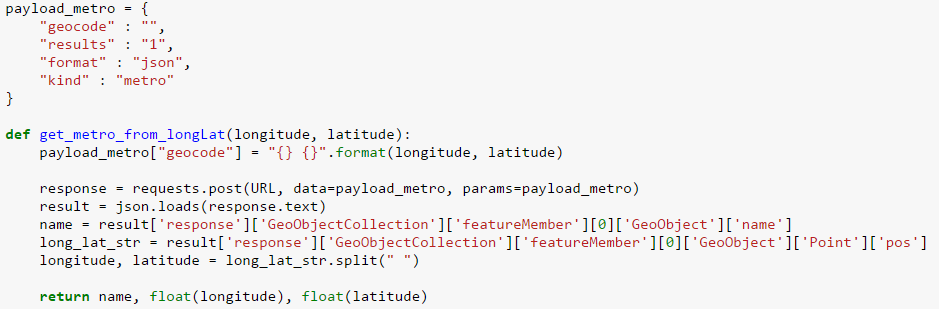 payload_metro = {
    "geocode" : "",
    "results" : "1",
    "format" : "json",
    "kind" : "metro"
}
def get_metro_from_longLat(longitude, latitude):
    payload_metro["geocode"] = "{} {}".format(longitude, latitude)
    response = requests.post(URL, data=payload_metro, params=payload_metro)
    result = json.loads(response.text)
    name = result['response']['GeoObjectCollection']['featureMember'][0]['GeoObject']['name']
    long_lat_str = result['response']['GeoObjectCollection']['featureMember'][0]['GeoObject']['Point']['pos']
    longitude, latitude = long_lat_str.split(" ")
    return name, float(longitude), float(latitude)